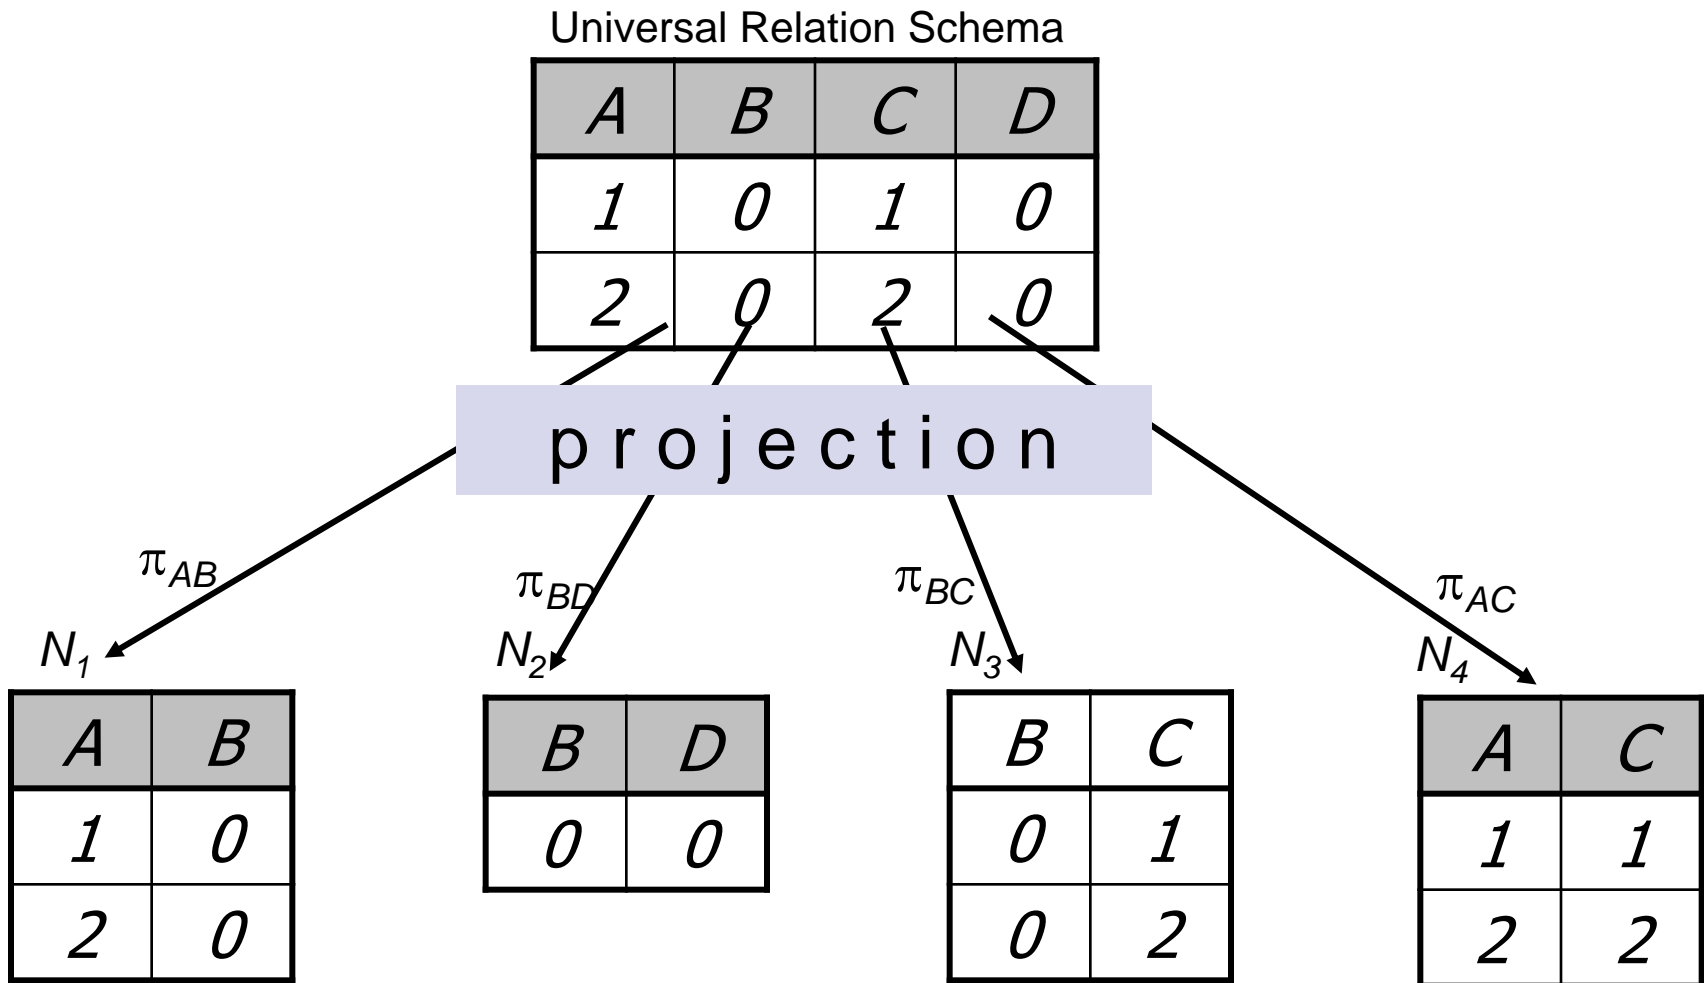 Universal Relation Schema
A B C D
1 0 1 0
2 0 2 0
projection
πAB
πBD
πBC
πAC
N1
N2
N3
N4
A B
1 0
2 0
B D
0 0
B C
0 1
0 2
A C
1 1
2 2